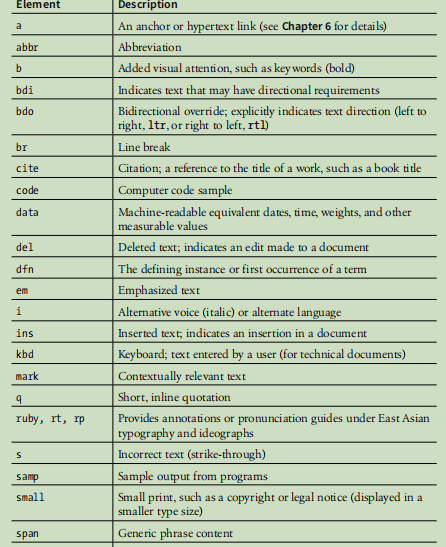 Element Description
a An anchor or hypertext link (see Chapter 6 for details)
abbr Abbreviation
b Added visual attention, such as keywords (bold)
bdi Indicates text that may have directional requirements
bdo Bidirectional override; explicitly indicates text direction (left to
right, ltr, or right to left, rtl)
br Line break
cite Citation; a reference to the title of a work, such as a book title
code Computer code sample
data Machine-readable equivalent dates, time, weights, and other
measurable values
del Deleted text; indicates an edit made to a document
dfn The defining instance or first occurrence of a term
em Emphasized text
i Alternative voice (italic) or alternate language
ins Inserted text; indicates an insertion in a document
kbd Keyboard; text entered by a user (for technical documents)
mark Contextually relevant text
q Short, inline quotation
ruby, rt, rp Provides annotations or pronunciation guides under East Asian
typography and ideographs
s Incorrect text (strike-through)
samp Sample output from programs
small Small print, such as a copyright or legal notice (displayed in a
smaller type size)
span Generic phrase content